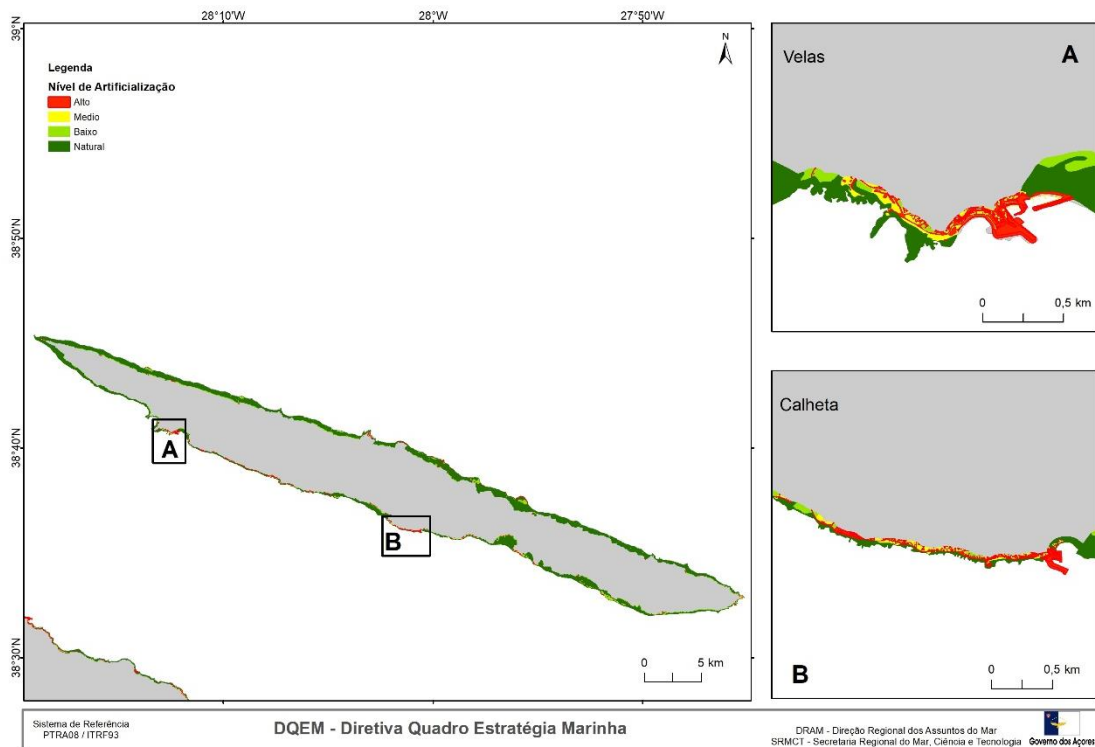 28°10'W
28°W
27°50'W
39°N
38°50'N
38°40'N
38°30'N
N
Legenda
Nível de Artificialização
Alto
Medio
Baixo
Natural
A
B
0 5 km
Velas
A
0 0,5 km
Calheta
B
0 0,5 km
Sistema de Referência
PTRA08 / ITRF93
DQEM - Diretiva Quadro Estratégia Marinha
DRAM - Direção Regional dos Assuntos do Mar
SRMCT - Secretaria Regional do Mar, Ciência e Tecnologia
Governo dos Açores